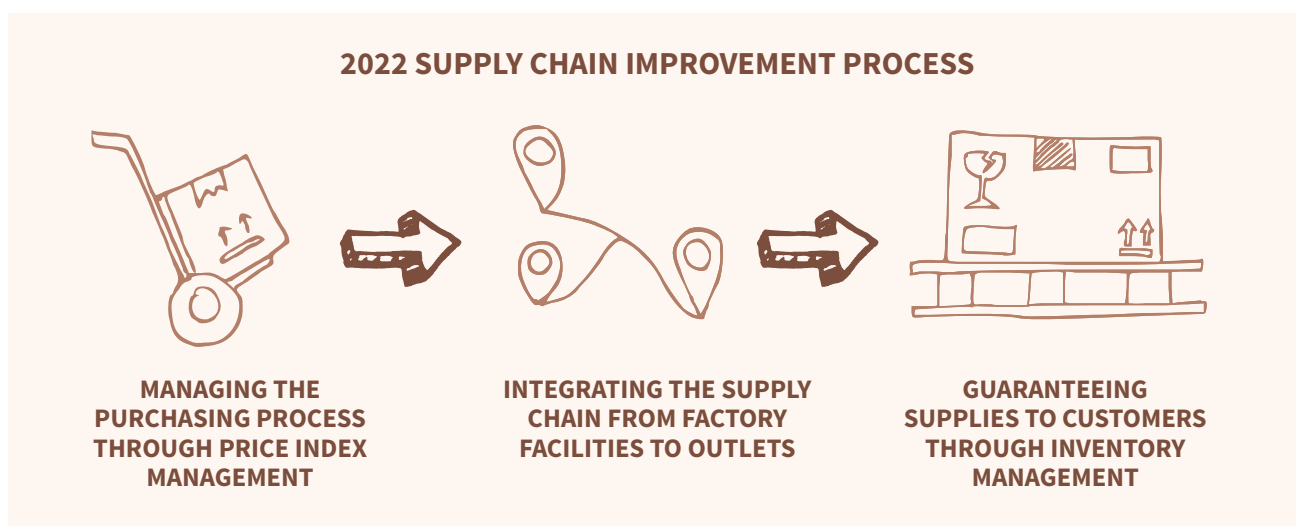 2022 SUPPLY CHAIN IMPROVEMENT PROCESS
MANAGING THE
PURCHASING PROCESS
THROUGH PRICE INDEX
MANAGEMENT
INTEGRATING THE SUPPLY
CHAIN FROM FACTORY
FACILITIES TO OUTLETS
GUARANTEEING
SUPPLIES TO CUSTOMERS
THROUGH INVENTORY
MANAGEMENT